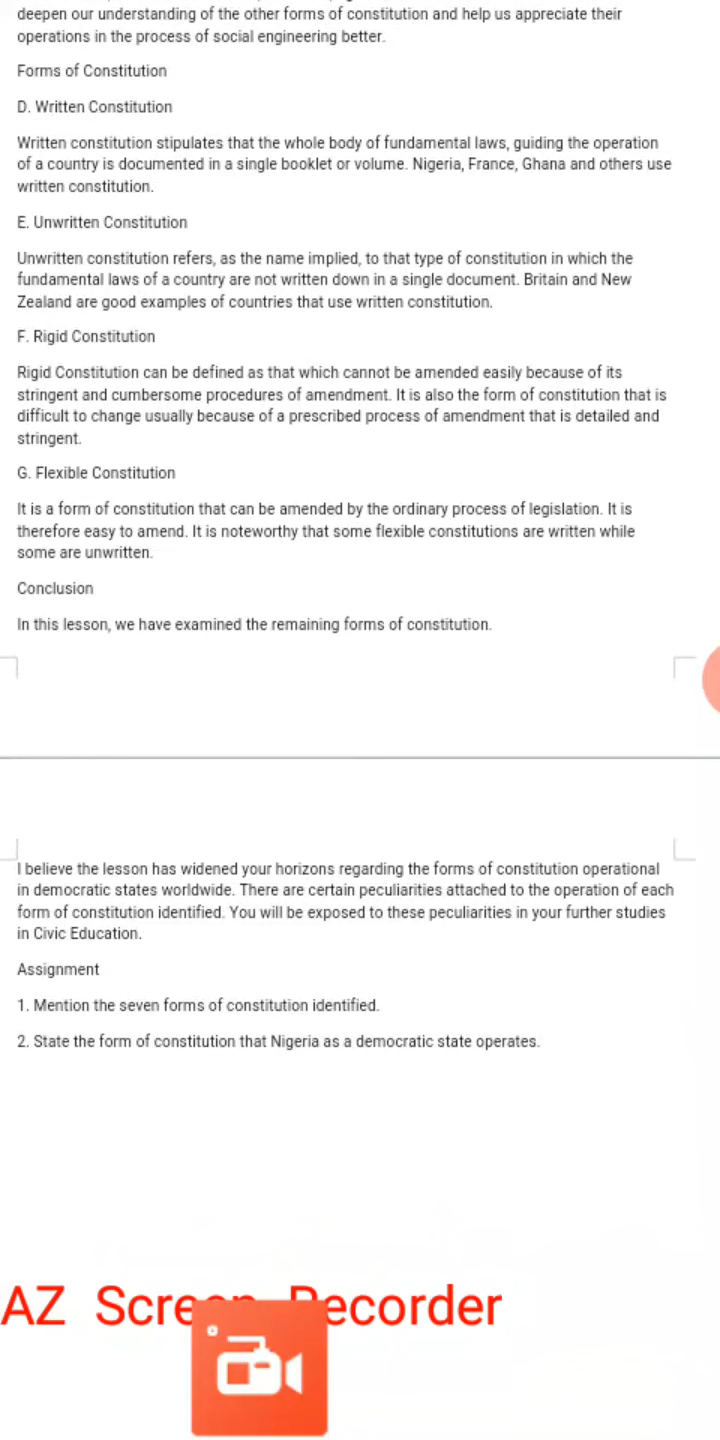 deepen our understanding of the other forms of constitution and help us appreciate their
operations in the process of social engineering better.
Forms of Constitution
D. Written Constitution
Written constitution stipulates that the whole body of fundamental laws, guiding the operation
of a country is documented in a single booklet or volume. Nigeria, France, Ghana and others use
written constitution.
E. Unwritten Constitution
Unwritten constitution refers, as the name implied, to that type of constitution in which the
fundamental laws of a country are not written down in a single document. Britain and New
Zealand are good examples of countries that use written constitution.
F. Rigid Constitution
Rigid Constitution can be defined as that which cannot be amended easily because of its
stringent and cumbersome procedures of amendment. It is also the form of constitution that is
difficult to change usually because of a prescribed process of amendment that is detailed and
stringent.
G. Flexible Constitution
It is a form of constitution that can be amended by the ordinary process of legislation. It is
therefore easy to amend. It is noteworthy that some flexible constitutions are written while
some are unwritten.
Conclusion
In this lesson, we have examined the remaining forms of constitution.
I believe the lesson has widened your horizons regarding the forms of constitution operational
in democratic states worldwide. There are certain peculiarities attached to the operation of each
form of constitution identified. You will be exposed to these peculiarities in your further studies
in Civic Education.
Assignment
1. Mention the seven forms of constitution identified.
2. State the form of constitution that Nigeria as a democratic state operates.
AZ Screen Recorder